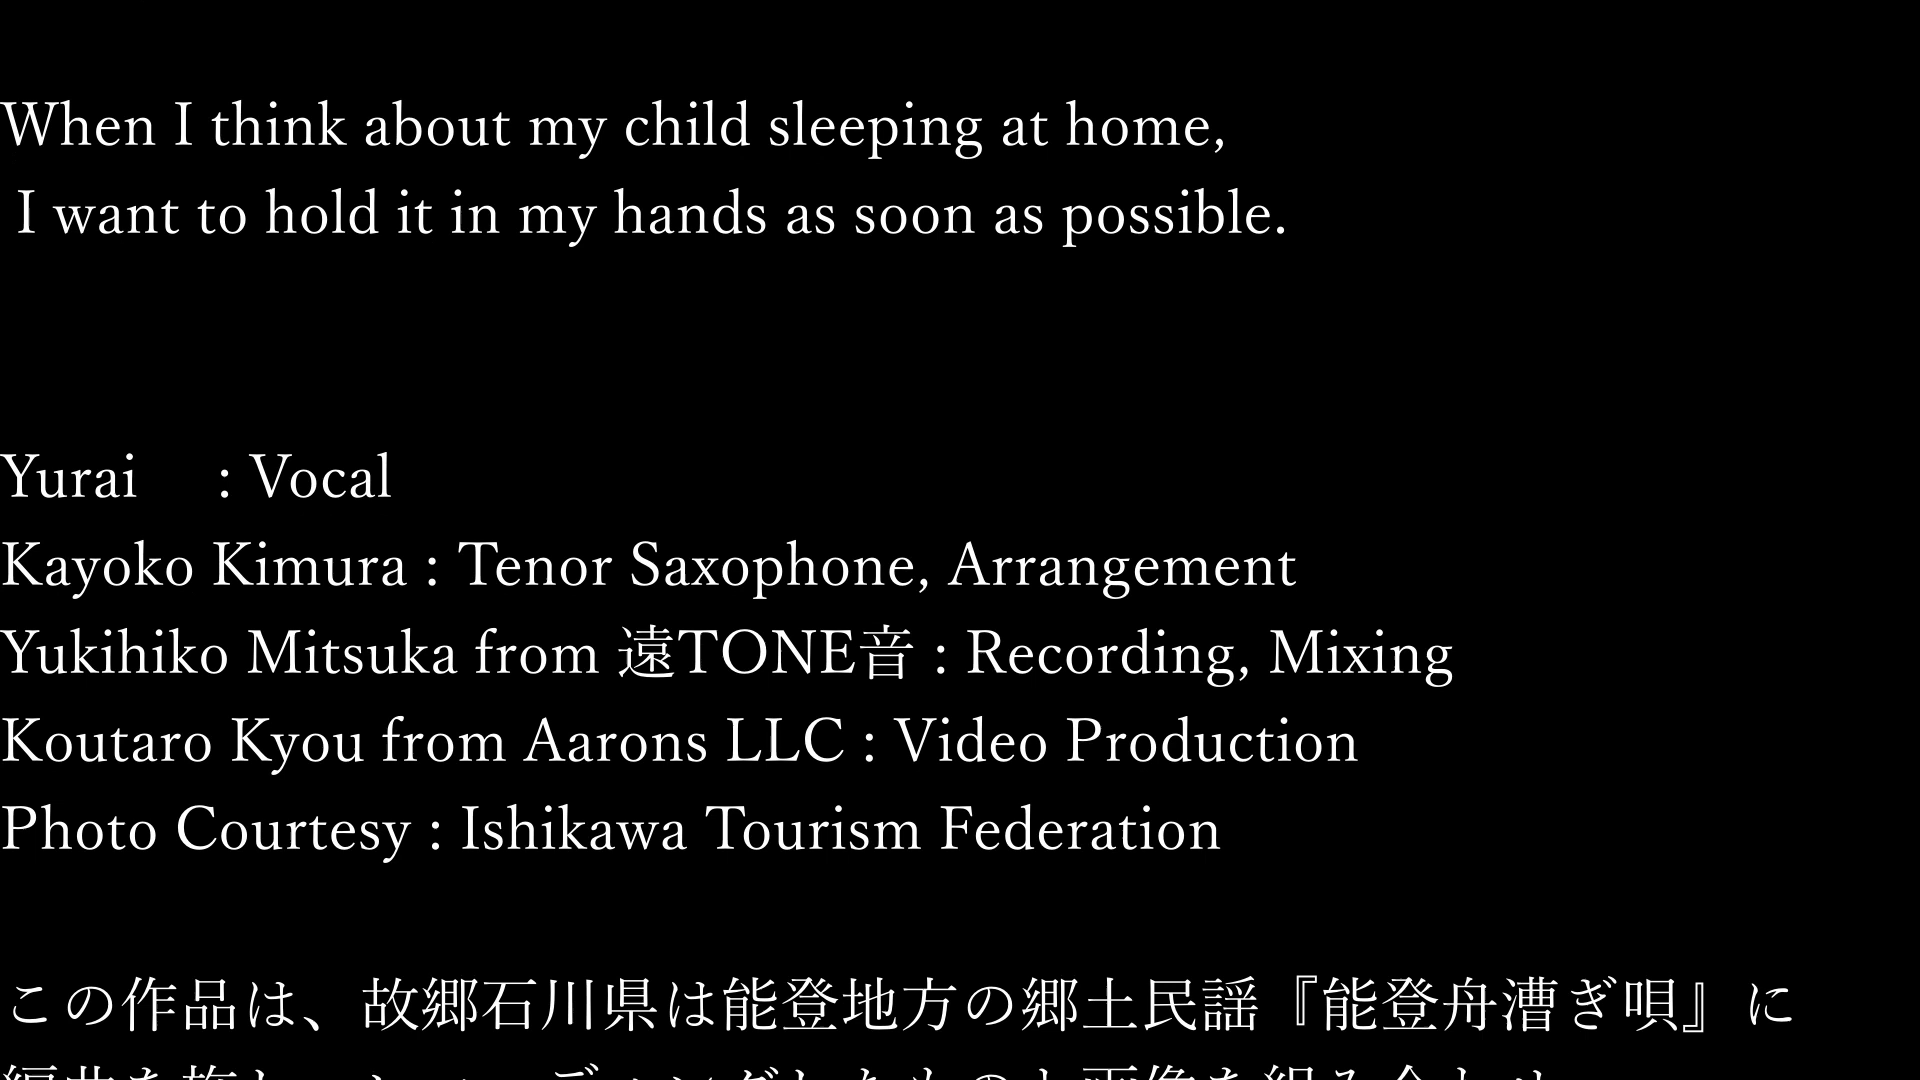 When I think about my child sleeping at home,
I want to hold it in my hands as soon as possible.
Yurai : Vocal
Kayoko Kimura : Tenor Saxophone, Arrangement
Yukihiko Mitsuka from 遠TONE音 : Recording, Mixing
Koutaro Kyou from Aarons LLC : Video Production
Photo Courtesy : Ishikawa Tourism Federation
この作品は、故郷石川県は能登地方の郷土民謡『能登舟漕ぎ唄』に